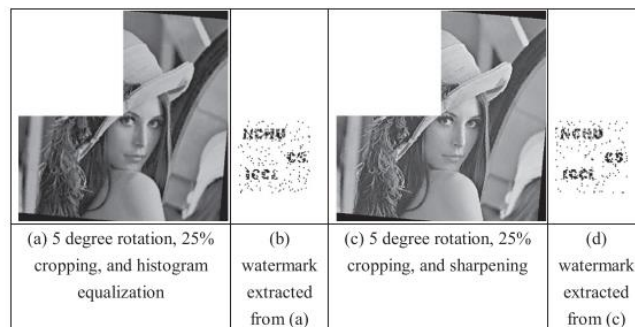 NCHU
CS
ICCL
NCHU
CS
ICCL
(a) 5 degree rotation, 25%
cropping, and histogram
equalization
(b)
watermark
extracted
from (a)
(c) 5 degree rotation, 25%
cropping, and sharpening
(d)
watermark
extracted
from (c)